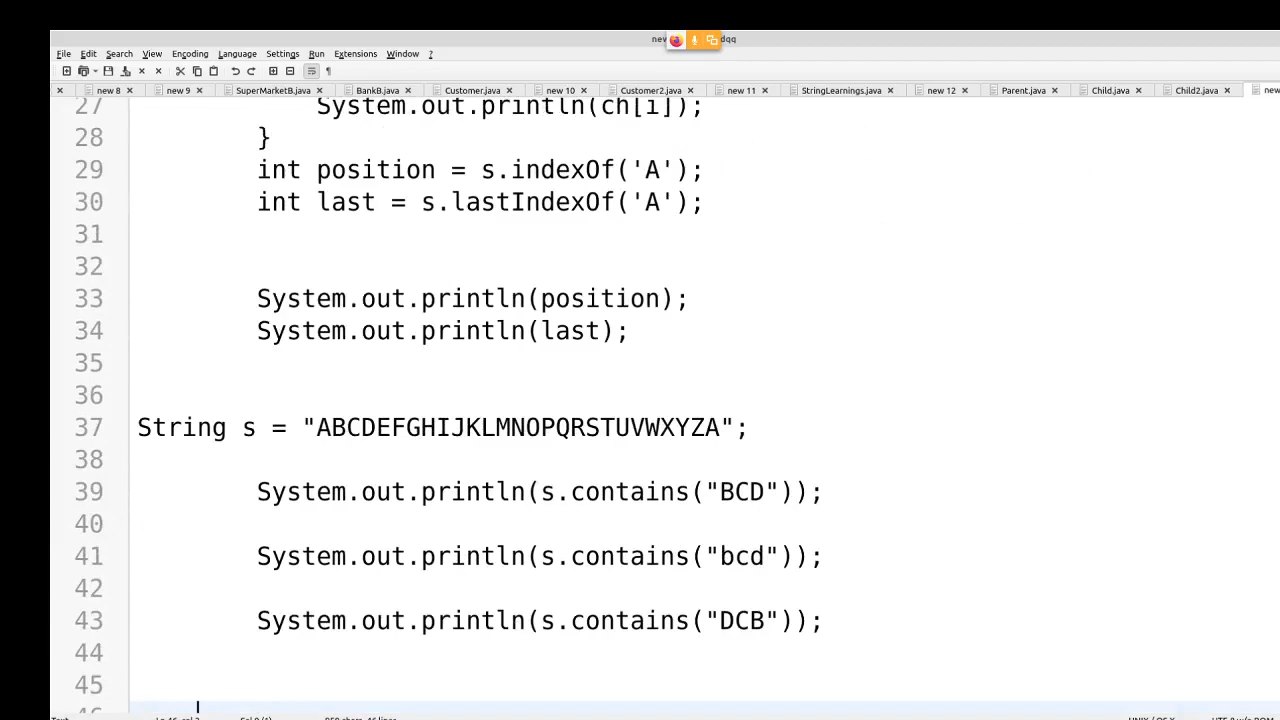 new dqq
File Edit Search View Encoding Language Settings Run Extensions Window ?
new 8 new 9 SuperMarketB.java BankB.java Customer.java new 10 Customer2.java new 11 StringLearnings.java new 12 Parent.java Child.java Child2.java new
27 System.out.println(ch[i]);
28 }
29 int position = s.indexOf('A');
30 int last = s.lastIndexOf('A');
31
32
33 System.out.println(position);
34 System.out.println(last);
35
36
37 String s = "ABCDEFGHIJKLMNOPQRSTUVWXYZA";
38
39 System.out.println(s.contains("BCD"));
40
41 System.out.println(s.contains("bcd"));
42
43 System.out.println(s.contains("DCB"));
44
45
46